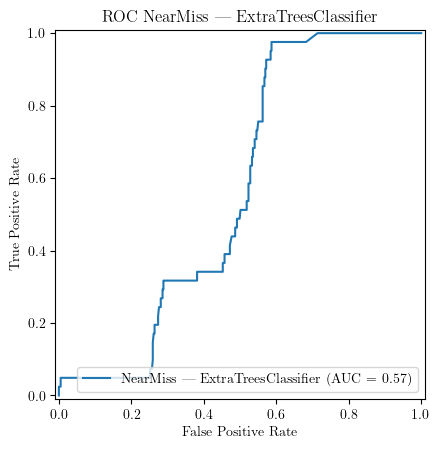 ROC NearMiss — ExtraTreesClassifier
1.0
0.8
0.6
0.4
0.2
0.0
True Positive Rate
NearMiss — ExtraTreesClassifier (AUC = 0.57)
0.0 0.2 0.4 0.6 0.8 1.0
False Positive Rate